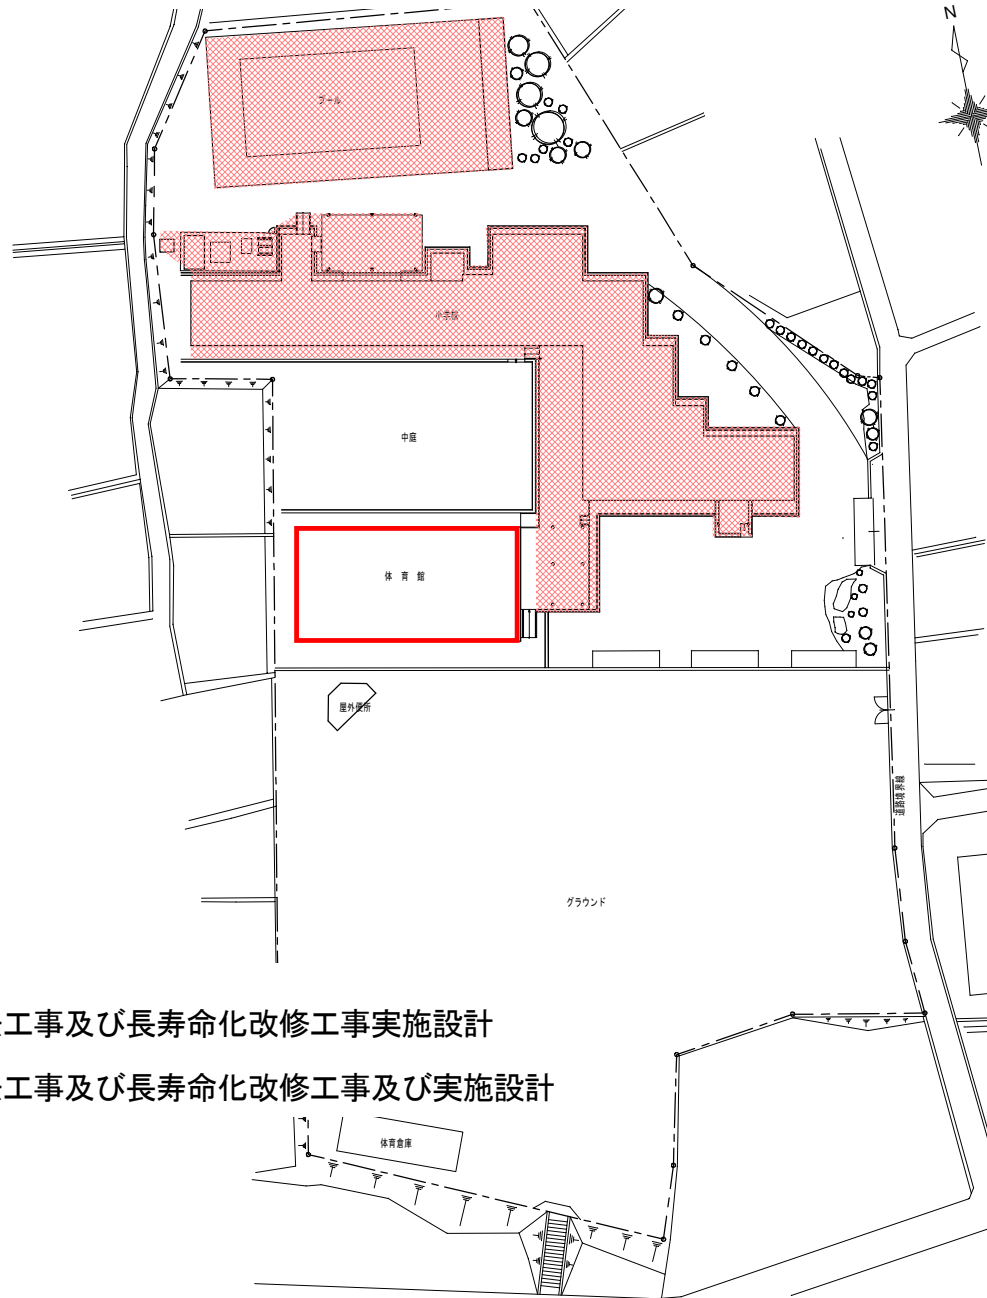 N
プール
小学校
中庭
体育館
屋外便所
道路境界線
グラウンド
工事及び長寿命化改修工事実施設計
工事及び長寿命化改修工事及び実施設計
体育倉庫